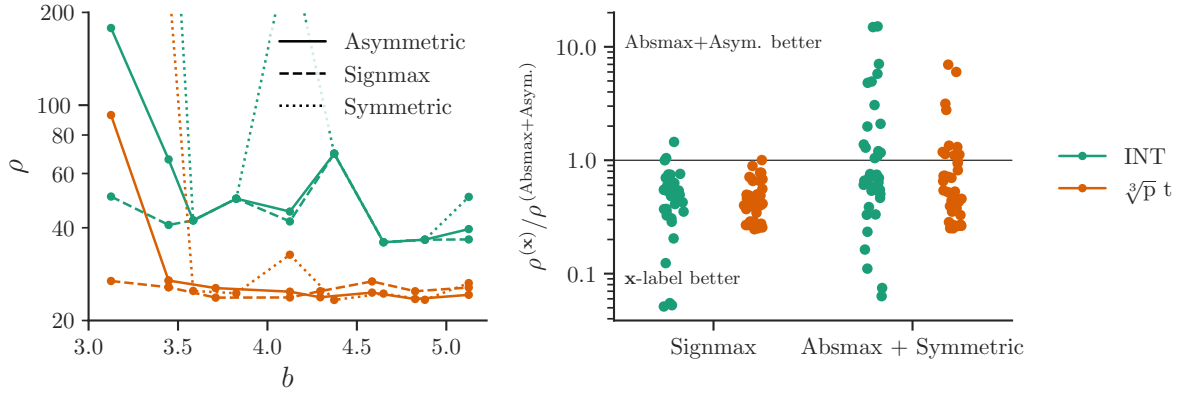 200
100
80
60
40
20
ρ
3.0
3.5
4.0
4.5
5.0
b
Asymmetric
Signmax
Symmetric
10.0
1.0
0.1
ρ^(x)/ρ^(Absmax+Asym.)
Absmax+Asym. better
x-label better
Signmax
Absmax + Symmetric
INT
∛p t